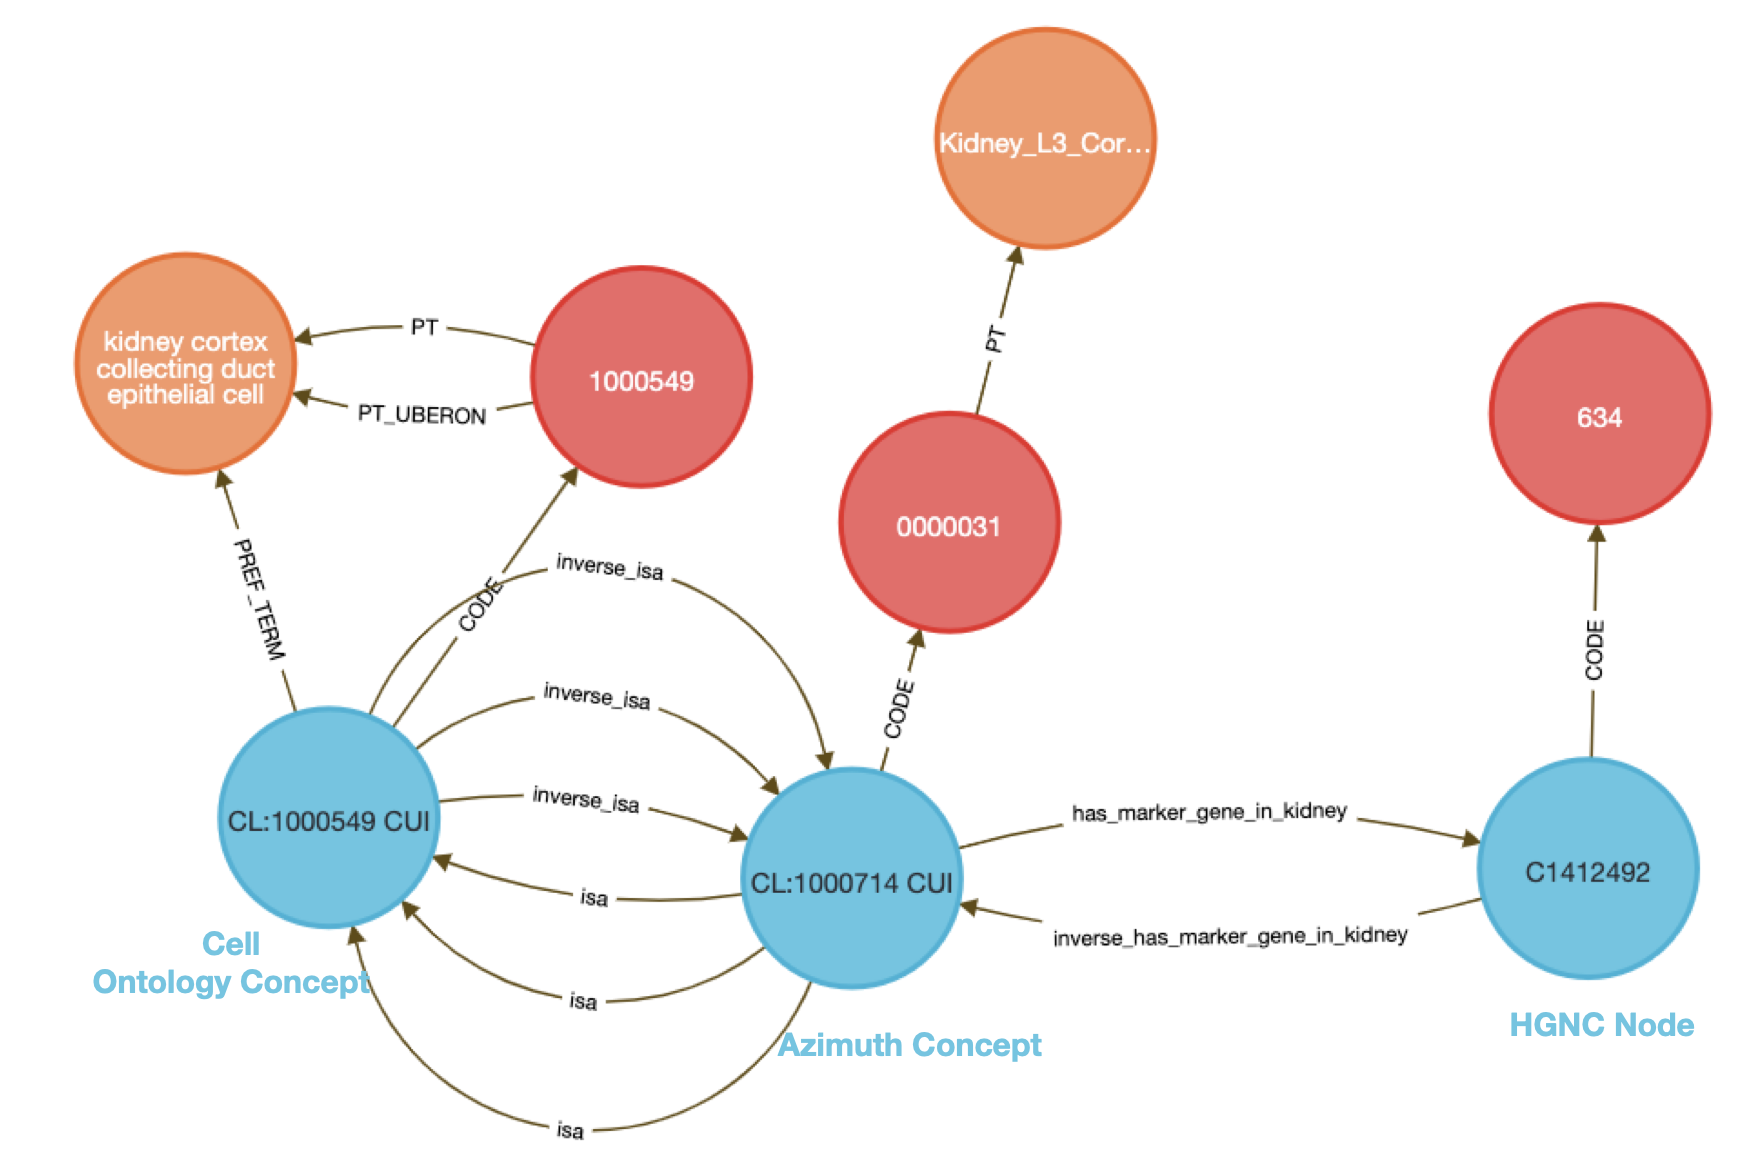 Kidney_L3_Cor...
kidney cortex
collecting duct
epithelial cell
PT
PT_UBERON
1000549
PT
0000031
634
PREF_TERM
CODE
inverse_isa
inverse_isa
inverse_isa
isa
isa
isa
CODE
CODE
CL:1000549 CUI
Cell
Ontology Concept
CL:1000714 CUI
Azimuth Concept
has_marker_gene_in_kidney
inverse_has_marker_gene_in_kidney
C1412492
HGNC Node